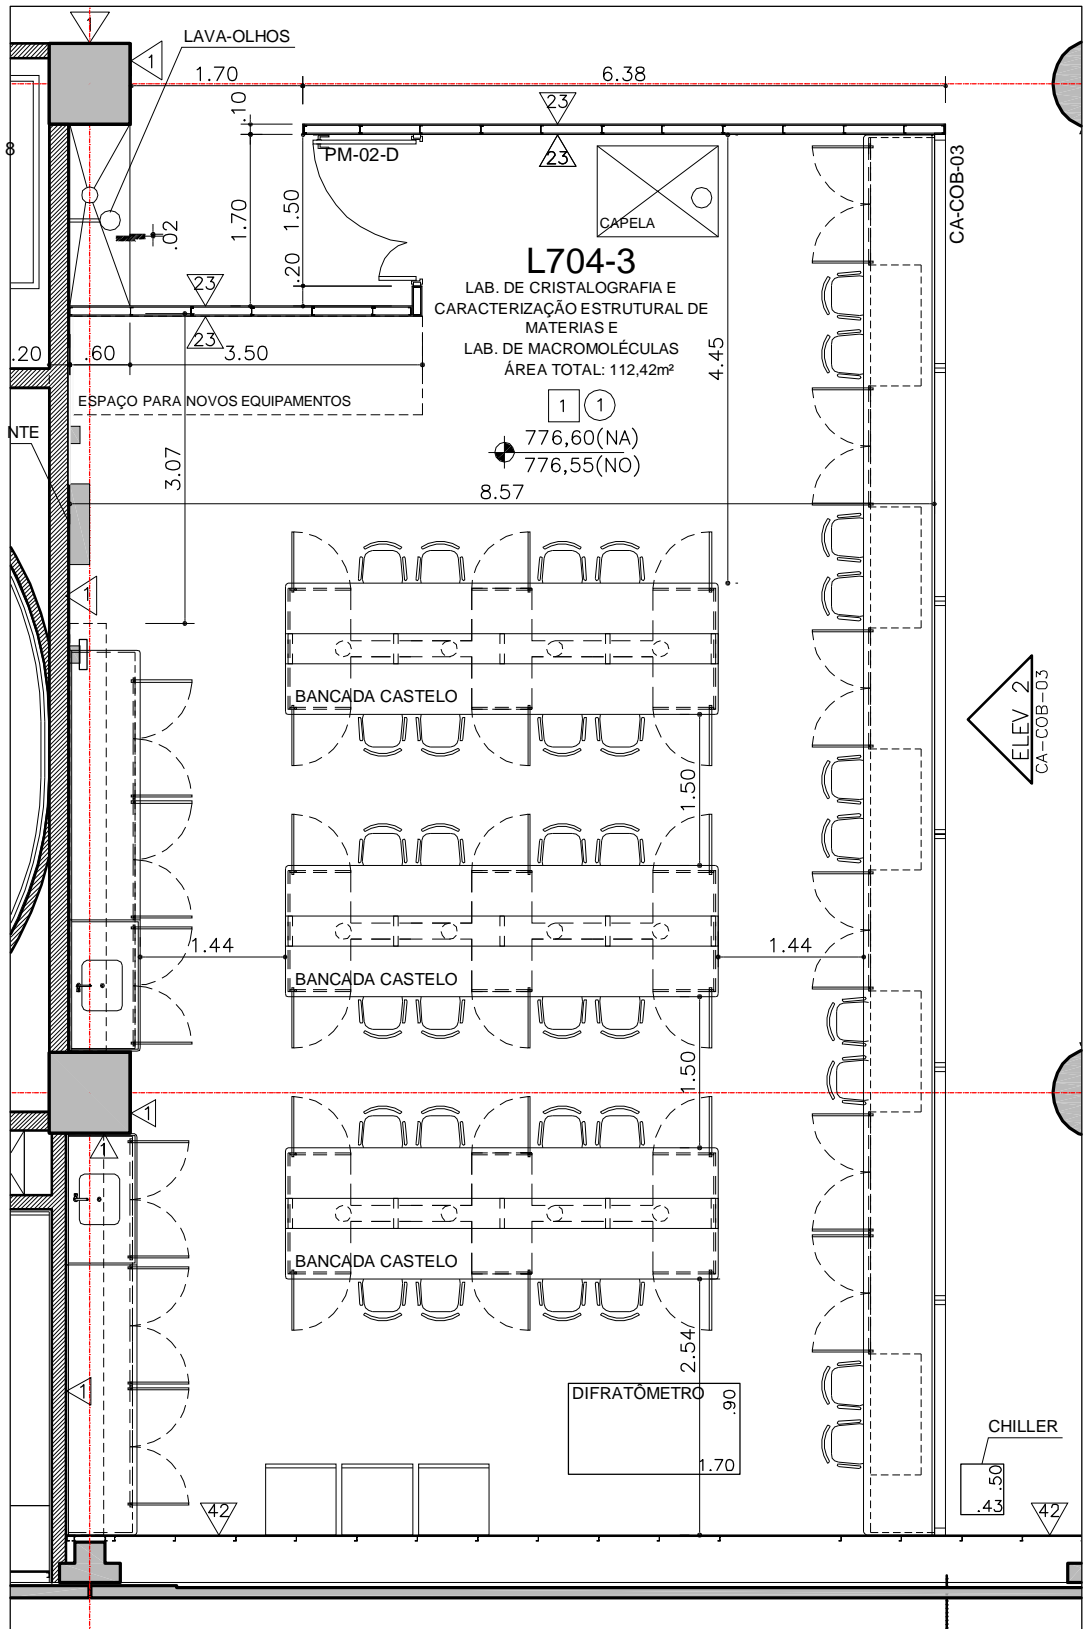 1
LAVA-OLHOS
1
1.70
6.38
.10
23
23
PM-02-D
8
CAPELA
CA-COB-03
1.70
1.50
.02
.20
L704-3
LAB. DE CRISTALOGRAFIA E
CARACTERIZAÇÃO ESTRUTURAL DE
MATERIAS E
LAB. DE MACROMOLÉCULAS
ÁREA TOTAL: 112,42m²
23
23
.20
.60
3.50
4.45
ESPAÇO PARA NOVOS EQUIPAMENTOS
1
1
NTE
776,60(NA)
776,55(NO)
3.07
8.57
1
BANCADA CASTELO
ELEV 2
CA-COB-03
1.50
1.44
1.44
BANCADA CASTELO
1.50
1
1
BANCADA CASTELO
2.54
1
DIFRATÔMETRO
.90
1.70
CHILLER
.50
.43
42
42